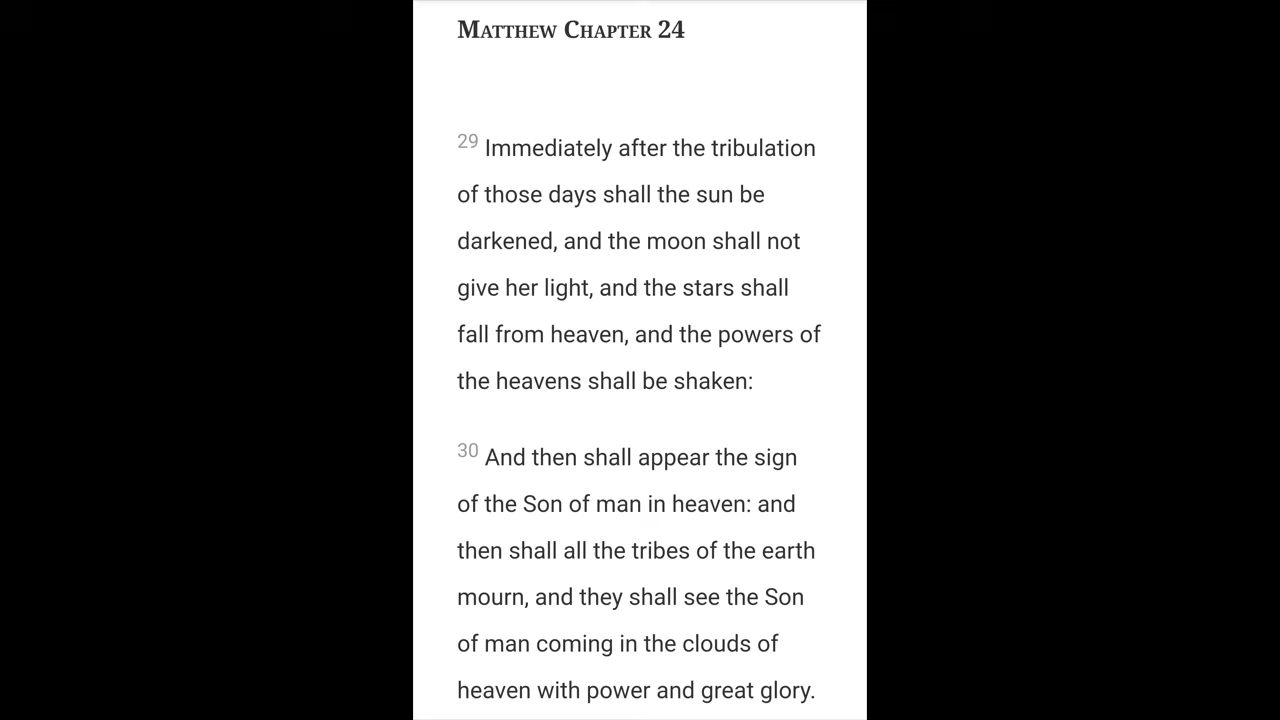 Matthew Chapter 24
29 Immediately after the tribulation
of those days shall the sun be
darkened, and the moon shall not
give her light, and the stars shall
fall from heaven, and the powers of
the heavens shall be shaken:
30 And then shall appear the sign
of the Son of man in heaven: and
then shall all the tribes of the earth
mourn, and they shall see the Son
of man coming in the clouds of
heaven with power and great glory.